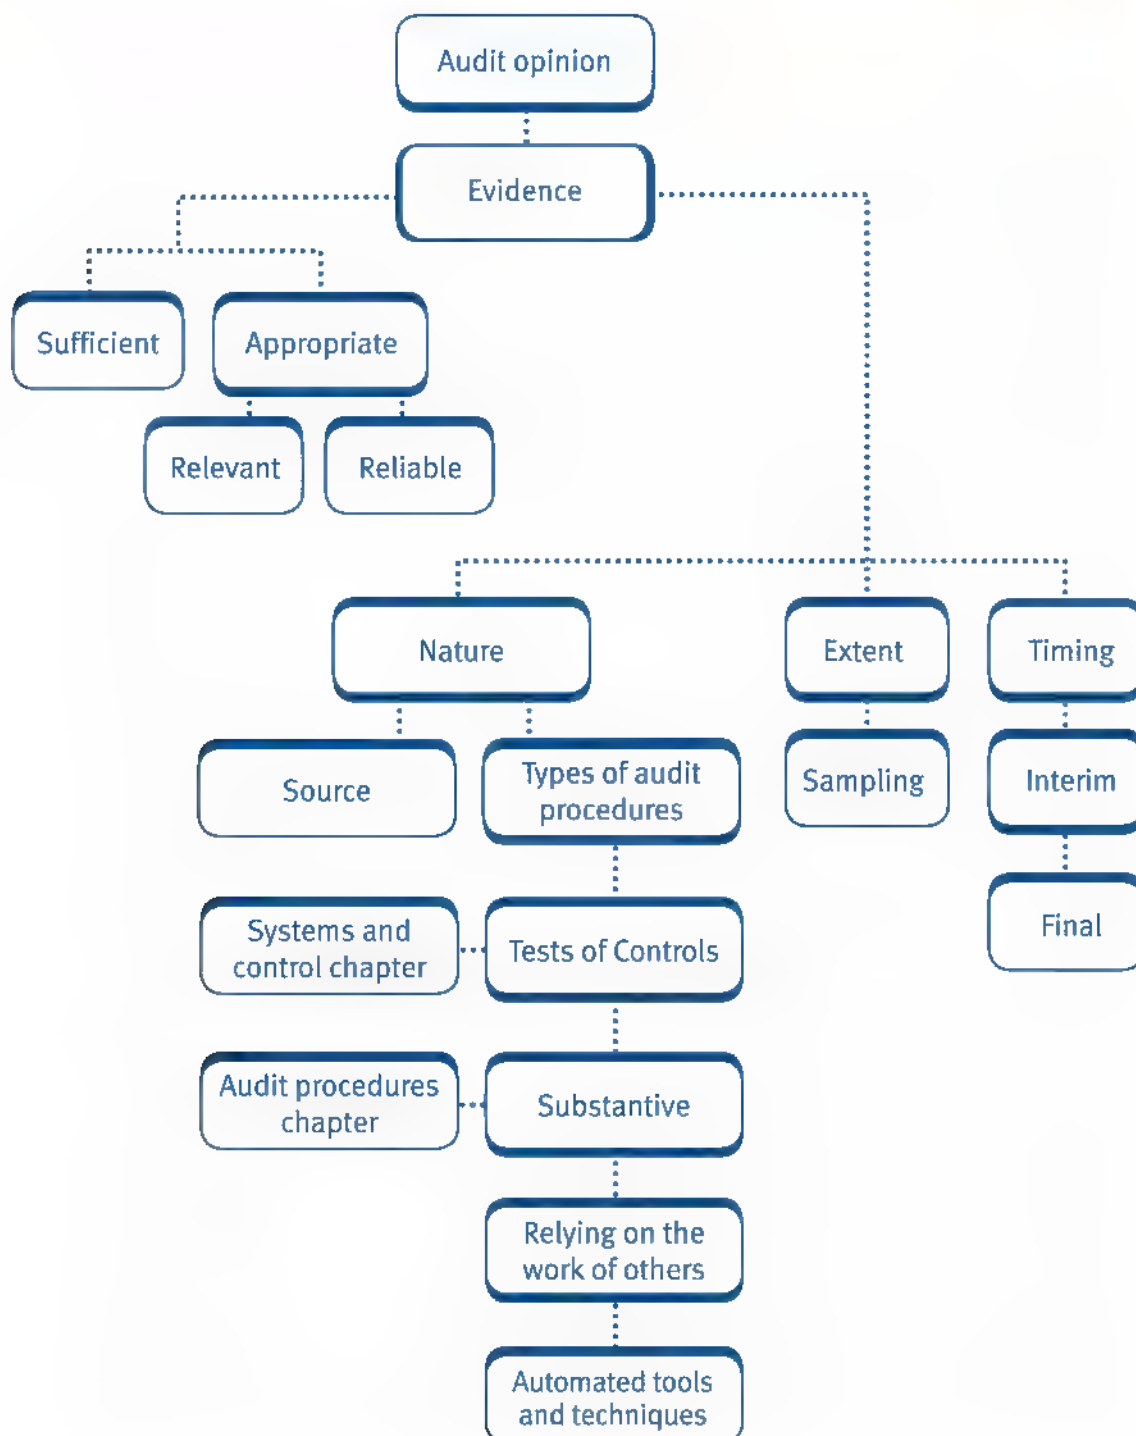 Audit opinion
Evidence
Sufficient
Appropriate
Relevant
Reliable
Nature
Extent
Timing
Source
Types of audit
procedures
Sampling
Interim
Systems and
control chapter
Tests of Controls
Final
Audit procedures
chapter
Substantive
Relying on the
work of others
Automated tools
and techniques